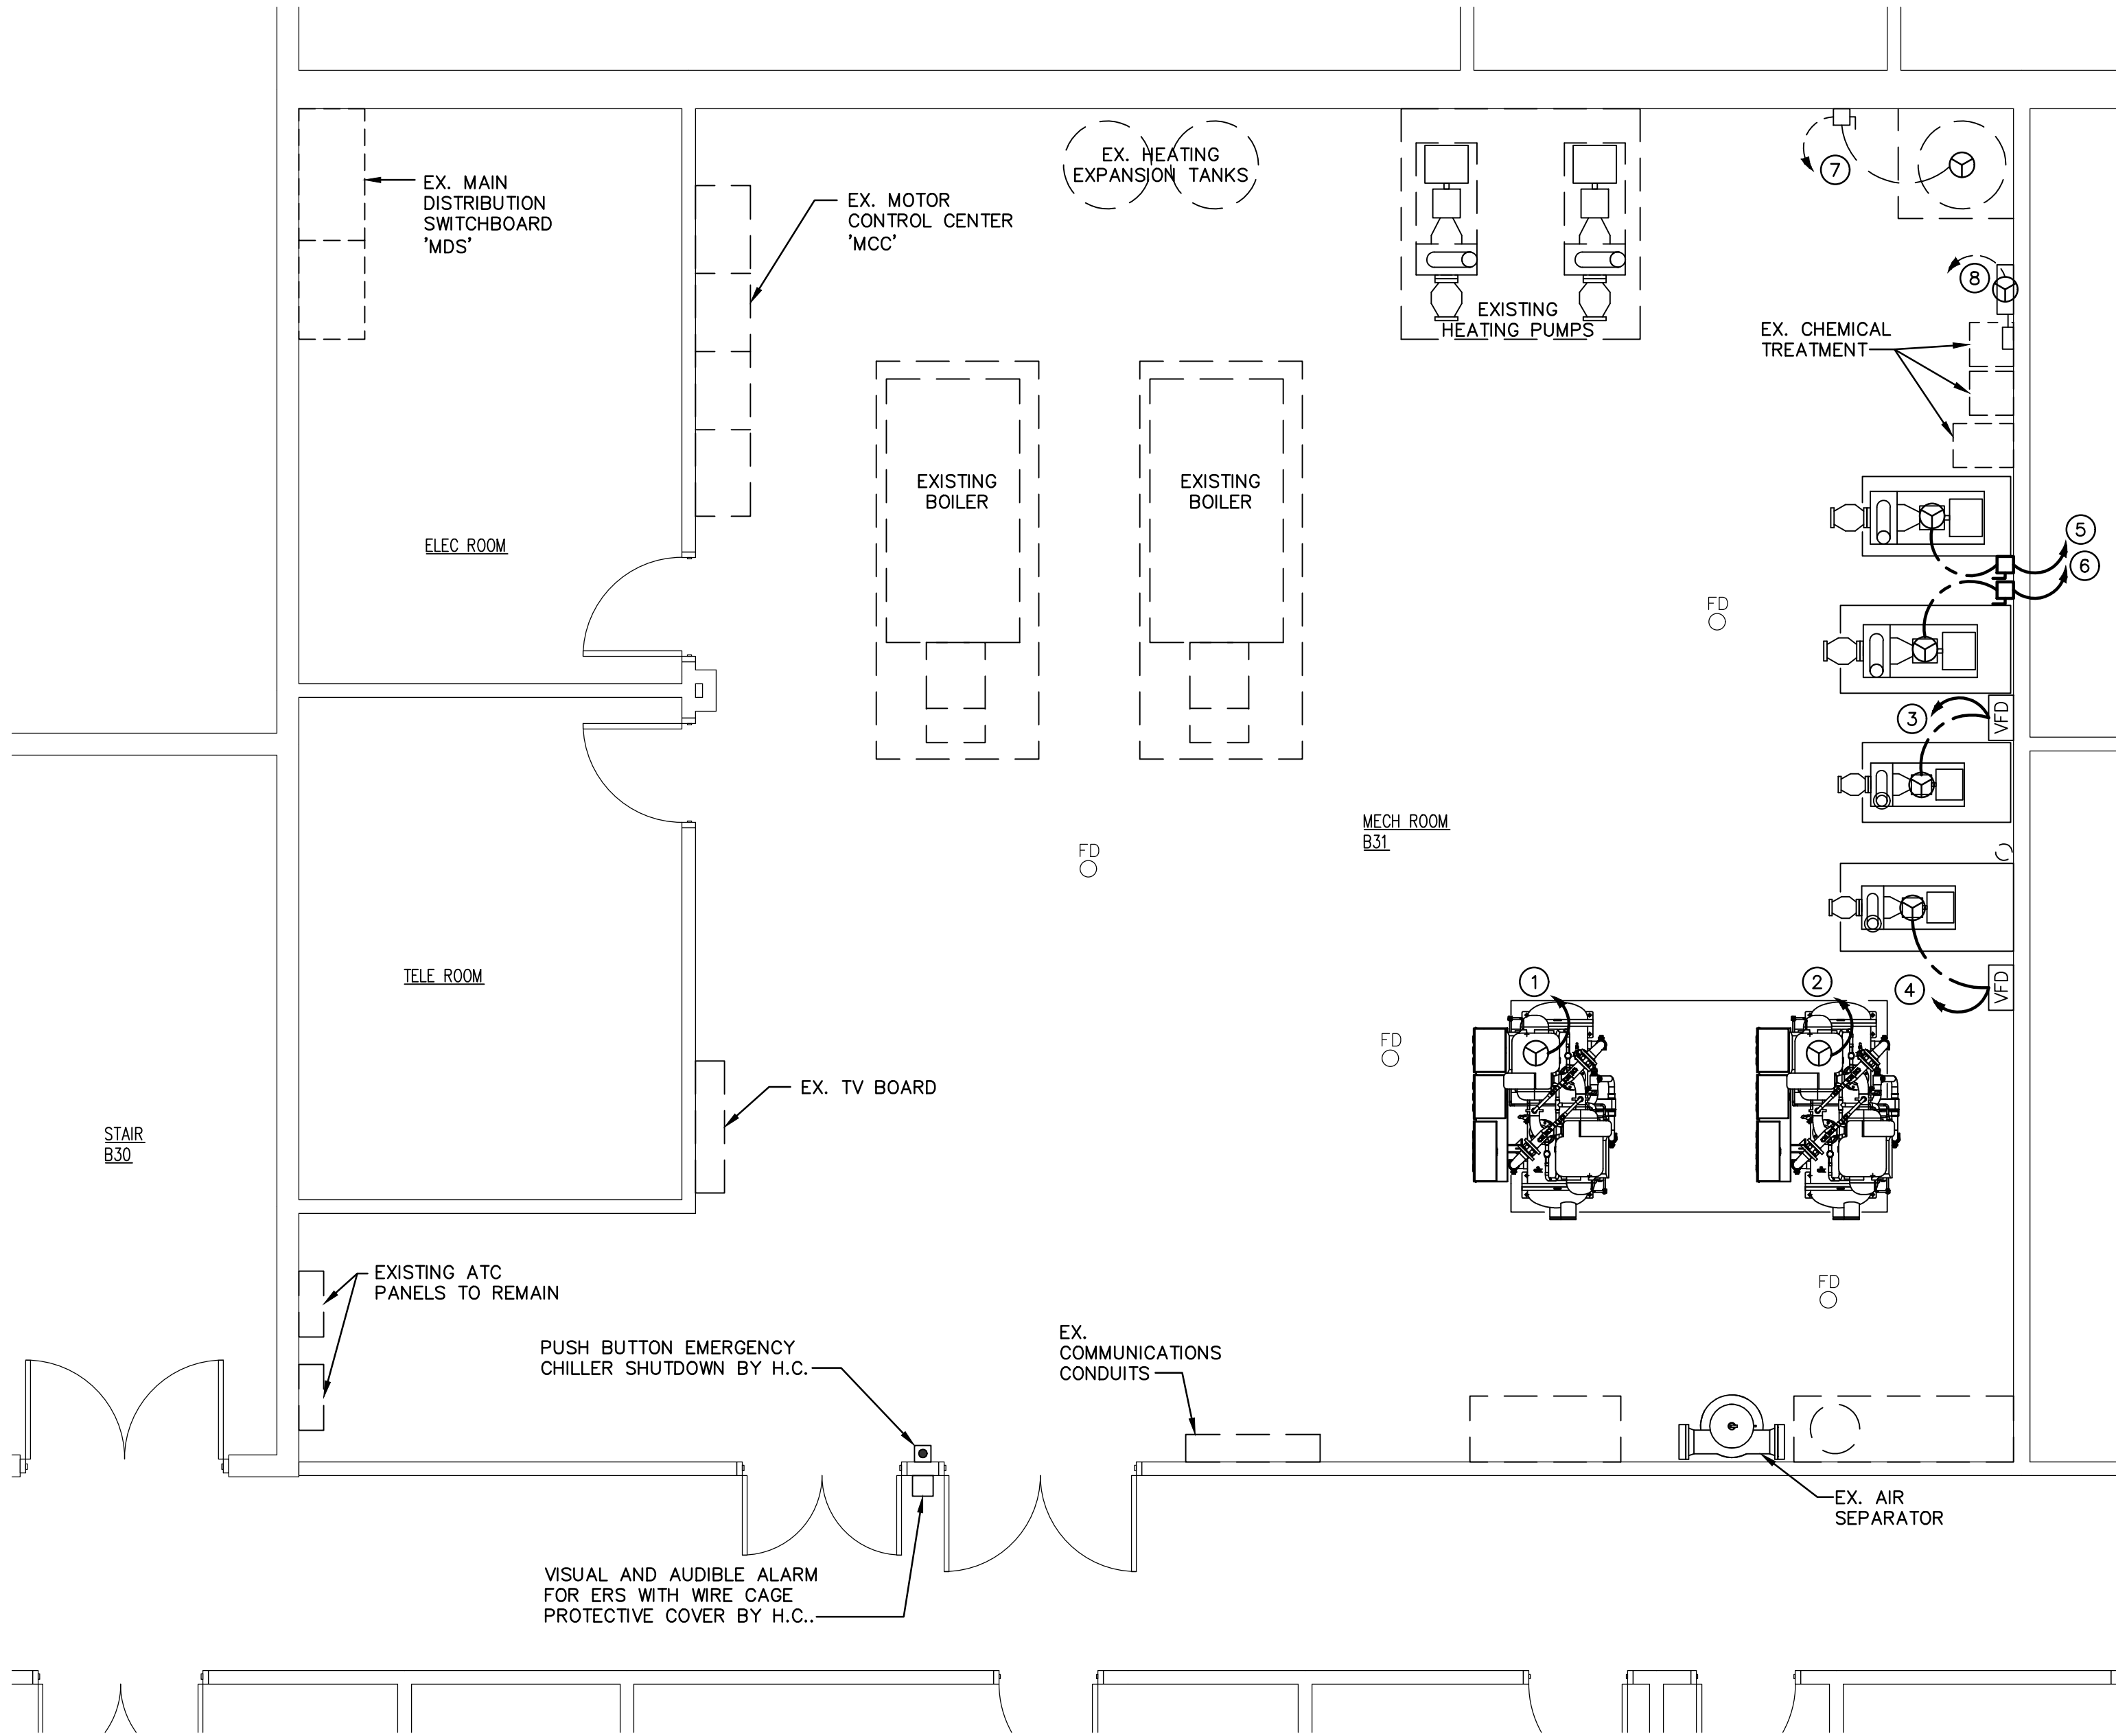 EX. MAIN
DISTRIBUTION
SWITCHBOARD
'MDS'
EX. MOTOR
CONTROL CENTER
'MCC'
EX. HEATING
EXPANSION TANKS
7
8
EXISTING
HEATING PUMPS
EX. CHEMICAL
TREATMENT
EXISTING
BOILER
EXISTING
BOILER
ELEC ROOM
5
6
FD
3
VFD
MECH ROOM
B31
FD
TELE ROOM
1
2
4
VFD
FD
EX. TV BOARD
STAIR
B30
EXISTING ATC
PANELS TO REMAIN
FD
PUSH BUTTON EMERGENCY
CHILLER SHUTDOWN BY H.C.
EX.
COMMUNICATIONS
CONDUITS
EX. AIR
SEPARATOR
VISUAL AND AUDIBLE ALARM
FOR ERS WITH WIRE CAGE
PROTECTIVE COVER BY H.C..